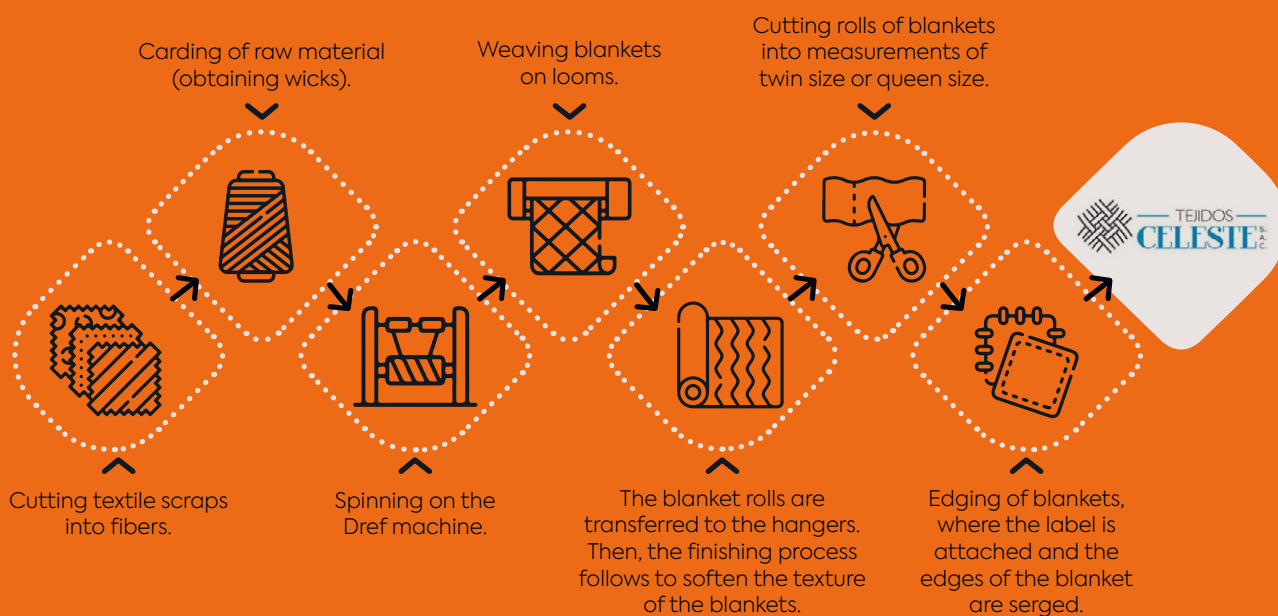 Cutting textile scraps
into fibers.
Carding of raw material
(obtaining wicks).
Spinning on the
Dref machine.
Weaving blankets
on looms.
The blanket rolls are
transferred to the hangers.
Then, the finishing process
follows to soften the texture
of the blankets.
Cutting rolls of blankets
into measurements of
twin size or queen size.
Edging of blankets,
where the label is
attached and the
edges of the blanket
are serged.
TEJIDOS
CELESTE S.A.C.